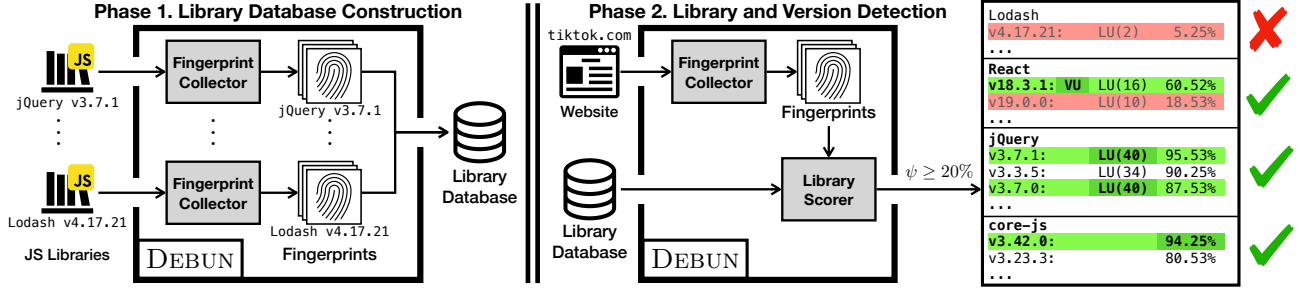 Phase 1. Library Database Construction
JS
jQuery v3.7.1
Fingerprint
Collector
jQuery v3.7.1
JS
Lodash v4.17.21
JS Libraries
Fingerprint
Collector
Lodash v4.17.21
Fingerprints
DEBUN
Library
Database
Phase 2. Library and Version Detection
tiktok.com
Website
Fingerprint
Collector
Fingerprints
Library
Database
Library
Scorer
DEBUN
ψ ≥ 20%
Lodash
v4.17.21: LU(2) 5.25%
...
React
v18.3.1: VU LU(16) 60.52%
v19.0.0: LU(10) 18.53%
...
jQuery
v3.7.1: LU(40) 95.53%
v3.3.5: LU(34) 90.25%
v3.7.0: LU(40) 87.53%
...
core-js
v3.42.0: 94.25%
v3.23.3: 80.53%
...